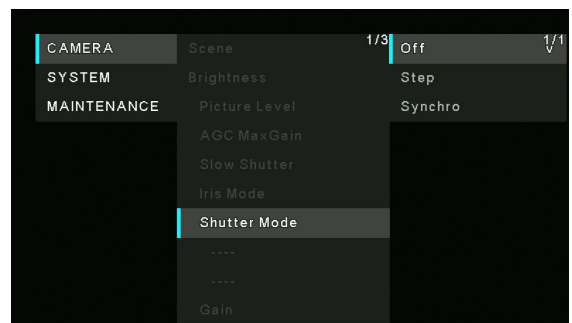 CAMERA
SYSTEM
MAINTENANCE
1/3
Scene
Brightness
Picture Level
AGC MaxGain
Slow Shutter
Iris Mode
Shutter Mode
----
----
Gain
1/1
Off
Step
Synchro